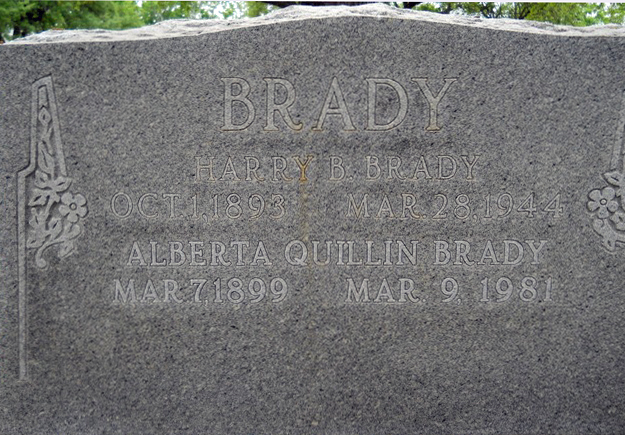 BRADY
HARRY B. BRADY
OCT. 1, 1893 MAR. 28, 1944
ALBERTA QUILLIN BRADY
MAR. 7, 1899 MAR. 9, 1981